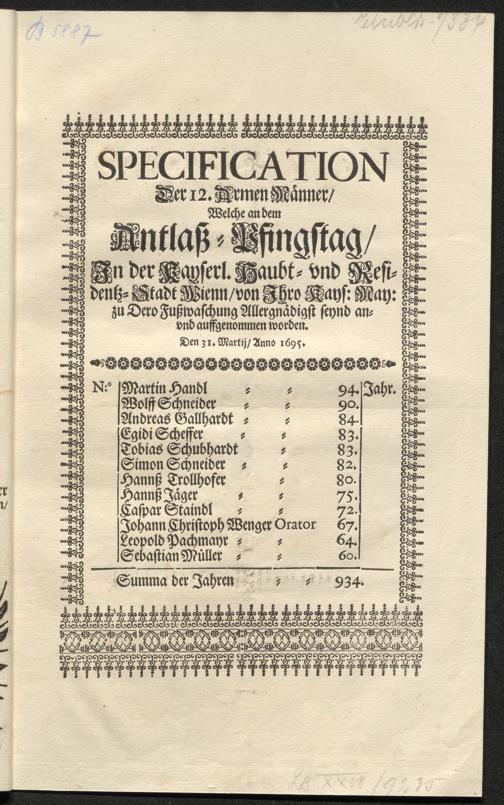 B 5887
SPECIFICATION
Der 12. Armen Männer/
Welche an dem
Antlaß-Pfingstag/
In der Kayserl. Haubt- vnd Resi-
dentz-Stadt Wienn/von Ihro Kays: May:
zu Dero Fußwaschung Allergnädigst seynd an-
vnd auffgenommen worden.
Den 31. Martij/ Anno 1695.
N:o Martin Handl 94. Jahr.
Wolff Schneider 90.
Andreas Gallhardt 84.
Egidi Scheffer 83.
Tobias Schubhardt 83.
Simon Schneider 82.
Hannß Trollhofer 80.
Hannß Jäger 75.
Caspar Staindl 72.
Johann Christoph Wenger Orator 67.
Leopold Pachmayr 64.
Sebastian Müller 60.
Summa der Jahren 934.